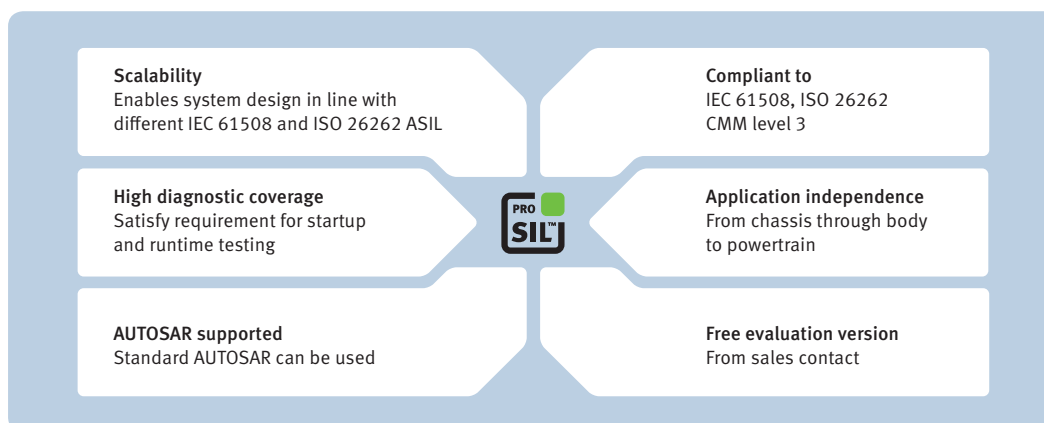 Scalability
Enables system design in line with
different IEC 61508 and ISO 26262 ASIL
Compliant to
IEC 61508, ISO 26262
CMM level 3
High diagnostic coverage
Satisfy requirement for startup
and runtime testing
PRO
SIL™
Application independence
From chassis through body
to powertrain
AUTOSAR supported
Standard AUTOSAR can be used
Free evaluation version
From sales contact